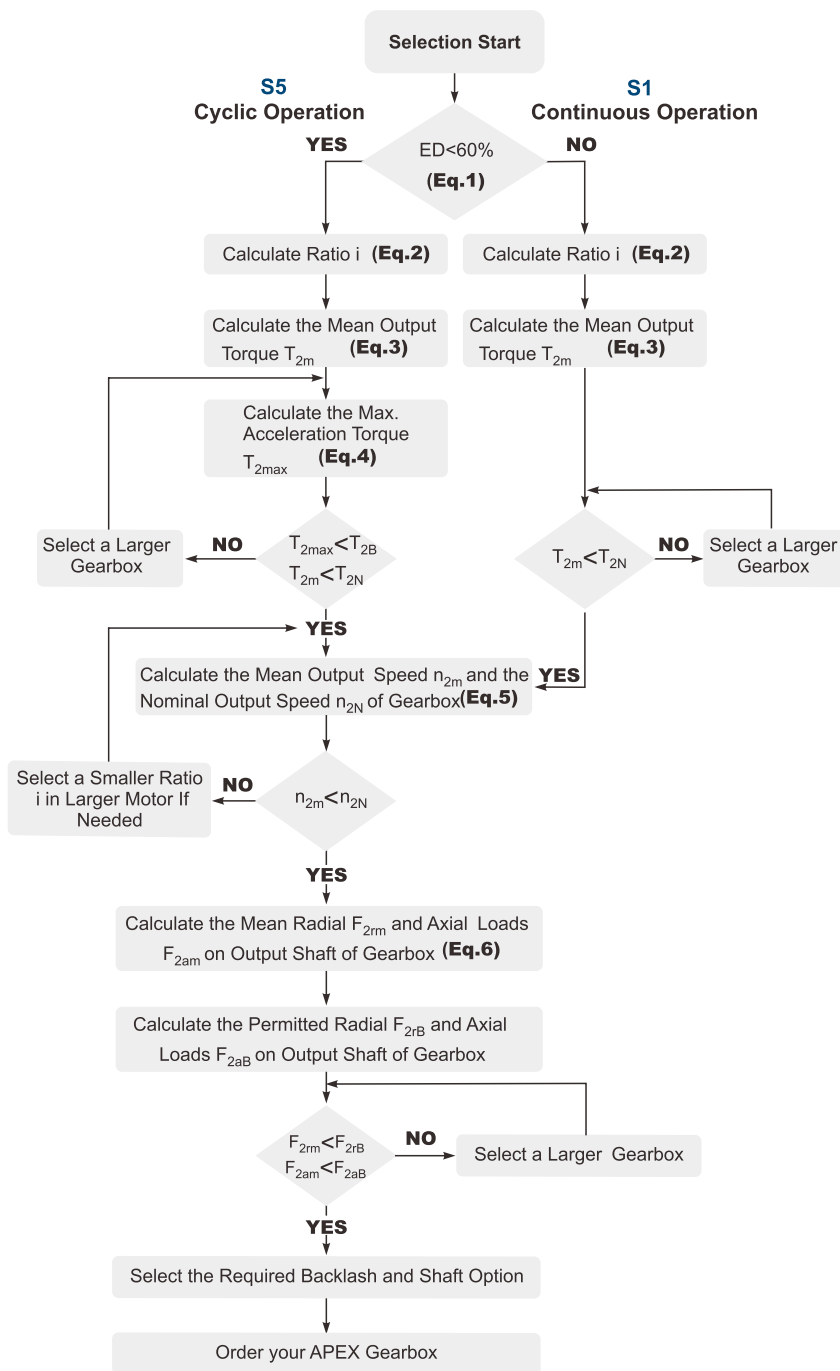 Selection Start
S5
Cyclic Operation
S1
Continuous Operation
YES
NO
ED<60%
(Eq.1)
Calculate Ratio i (Eq.2)
Calculate Ratio i (Eq.2)
Calculate the Mean Output
Torque T2m (Eq.3)
Calculate the Mean Output
Torque T2m (Eq.3)
Calculate the Max.
Acceleration Torque
T2max (Eq.4)
Select a Larger
Gearbox
NO
T2max<T2B
T2m<T2N
T2m<T2N
NO
Select a Larger
Gearbox
YES
Calculate the Mean Output Speed n2m and the
Nominal Output Speed n2N of Gearbox(Eq.5)
YES
Select a Smaller Ratio
i in Larger Motor If
Needed
NO
n2m<n2N
YES
Calculate the Mean Radial F2rm and Axial Loads
F2am on Output Shaft of Gearbox (Eq.6)
Calculate the Permitted Radial F2rB and Axial
Loads F2aB on Output Shaft of Gearbox
F2rm<F2rB
F2am<F2aB
NO
Select a Larger Gearbox
YES
Select the Required Backlash and Shaft Option
Order your APEX Gearbox